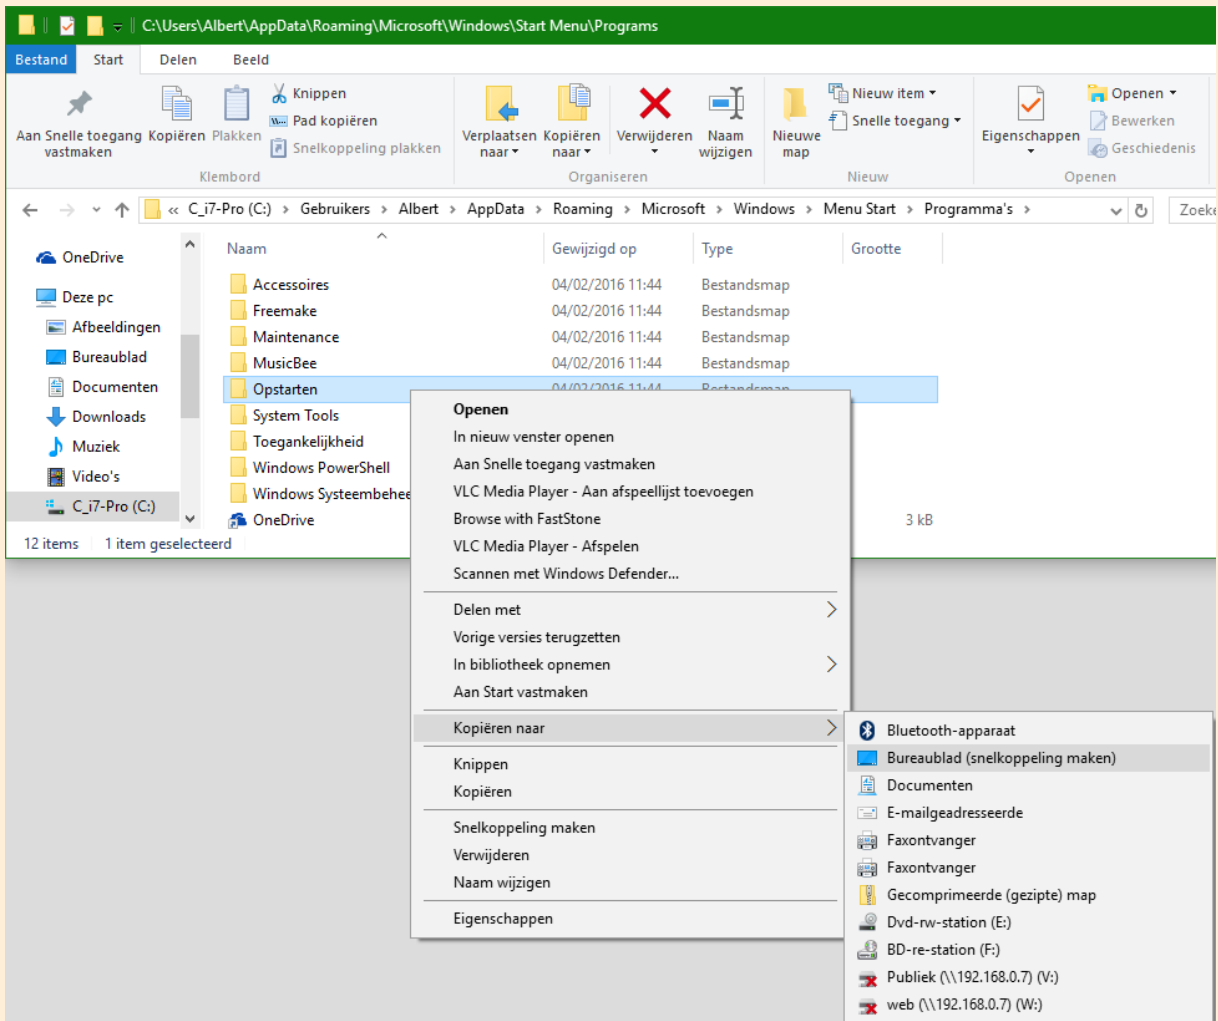 C:\Users\Albert\AppData\Roaming\Microsoft\Windows\Start Menu\Programs
Bestand Start Delen Beeld
Aan Snelle toegang vastmaken
Kopiëren
Plakken
Knippen
Pad kopiëren
Snelkoppeling plakken
Klembord
Verplaatsen naar
Kopiëren naar
Verwijderen
Naam wijzigen
Organiseren
Nieuwe map
Nieuw item
Snelle toegang
Nieuw
Eigenschappen
Openen
Bewerken
Geschiedenis
Openen
« C_i7-Pro (C:) > Gebruikers > Albert > AppData > Roaming > Microsoft > Windows > Menu Start > Programma's >
OneDrive
Deze pc
Afbeeldingen
Bureaublad
Documenten
Downloads
Muziek
Video's
C_i7-Pro (C:)
Naam Gewijzigd op Type Grootte
Accessoires 04/02/2016 11:44 Bestandsmap
Freemake 04/02/2016 11:44 Bestandsmap
Maintenance 04/02/2016 11:44 Bestandsmap
MusicBee 04/02/2016 11:44 Bestandsmap
Opstarten 04/02/2016 11:44 Bestandsmap
System Tools
Toegankelijkheid
Windows PowerShell
Windows Systeembehee
OneDrive 3 kB
12 items 1 item geselecteerd
Openen
In nieuw venster openen
Aan Snelle toegang vastmaken
VLC Media Player - Aan afspeellijst toevoegen
Browse with FastStone
VLC Media Player - Afspelen
Scannen met Windows Defender...
Delen met
Vorige versies terugzetten
In bibliotheek opnemen
Aan Start vastmaken
Kopiëren naar
Knippen
Kopiëren
Snelkoppeling maken
Verwijderen
Naam wijzigen
Eigenschappen
Bluetooth-apparaat
Bureaublad (snelkoppeling maken)
Documenten
E-mailgeadresseerde
Faxontvanger
Faxontvanger
Gecomprimeerde (gezipte) map
Dvd-rw-station (E:)
BD-re-station (F:)
Publiek (\\192.168.0.7) (V:)
web (\\192.168.0.7) (W:)